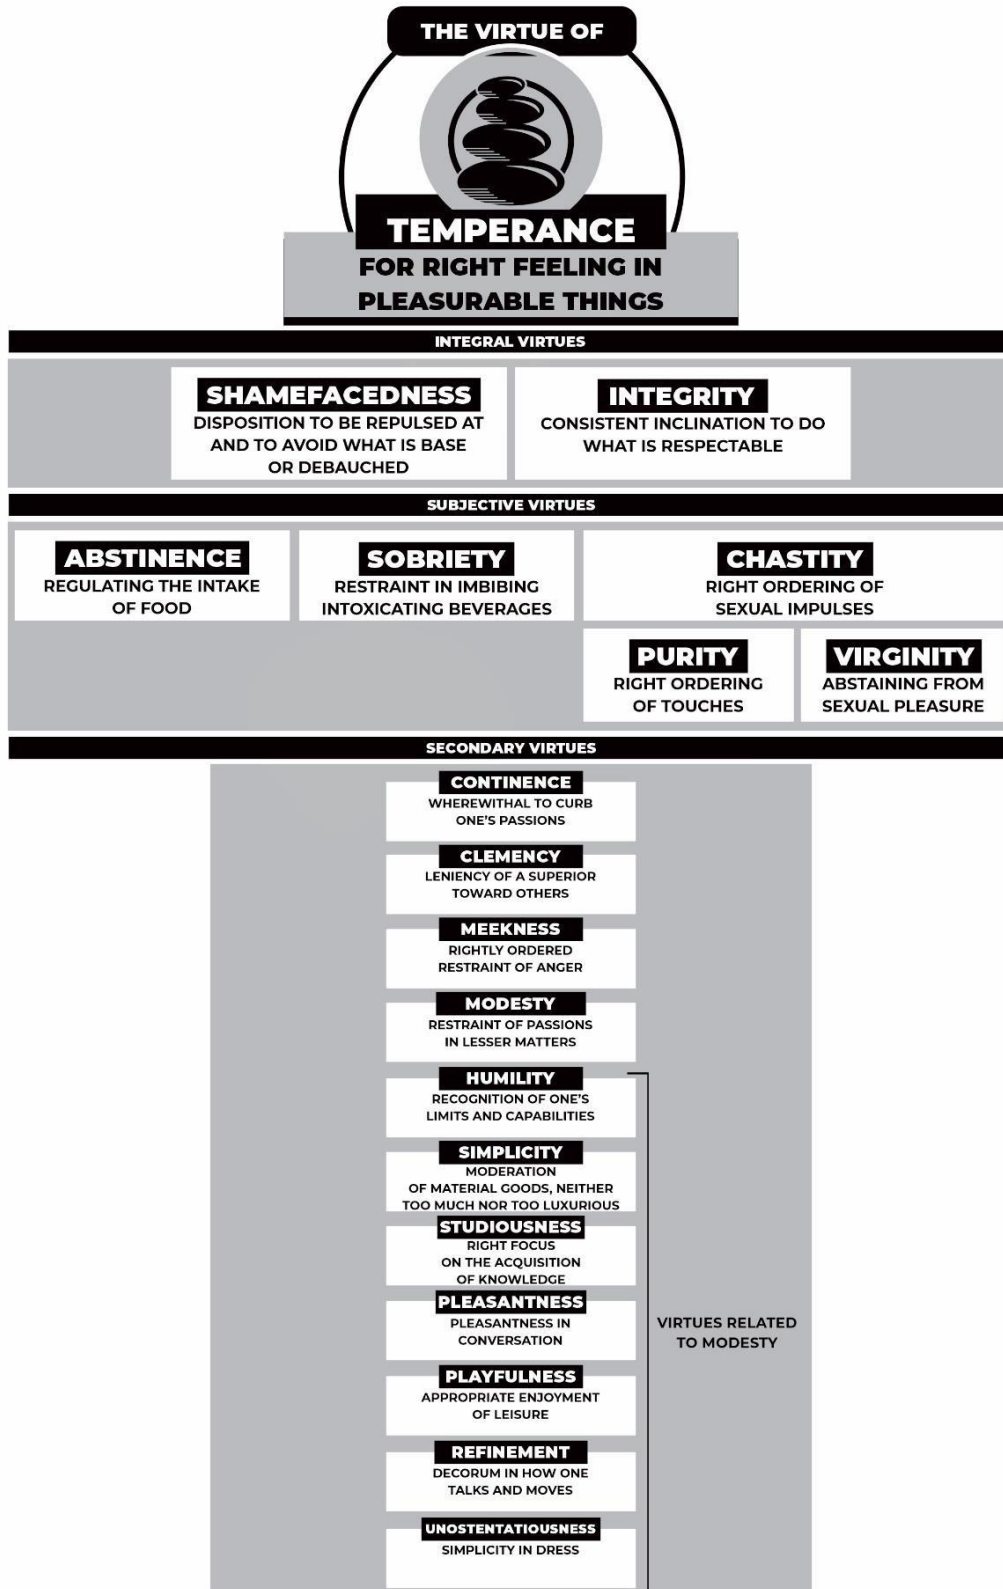 THE VIRTUE OF
TEMPERANCE
FOR RIGHT FEELING IN
PLEASURABLE THINGS
INTEGRAL VIRTUES
SHAMEFACEDNESS
DISPOSITION TO BE REPULSED AT
AND TO AVOID WHAT IS BASE
OR DEBAUCHED
INTEGRITY
CONSISTENT INCLINATION TO DO
WHAT IS RESPECTABLE
SUBJECTIVE VIRTUES
ABSTINENCE
REGULATING THE INTAKE
OF FOOD
SOBRIETY
RESTRAINT IN IMBIBING
INTOXICATING BEVERAGES
CHASTITY
RIGHT ORDERING OF
SEXUAL IMPULSES
PURITY
RIGHT ORDERING
OF TOUCHES
VIRGINITY
ABSTAINING FROM
SEXUAL PLEASURE
SECONDARY VIRTUES
CONTINENCE
WHEREWITHAL TO CURB
ONE’S PASSIONS
CLEMENCY
LENIENCY OF A SUPERIOR
TOWARD OTHERS
MEEKNESS
RIGHTLY ORDERED
RESTRAINT OF ANGER
MODESTY
RESTRAINT OF PASSIONS
IN LESSER MATTERS
HUMILITY
RECOGNITION OF ONE’S
LIMITS AND CAPABILITIES
SIMPLICITY
MODERATION
OF MATERIAL GOODS, NEITHER
TOO MUCH NOR TOO LUXURIOUS
STUDIOUSNESS
RIGHT FOCUS
ON THE ACQUISITION
OF KNOWLEDGE
PLEASANTNESS
PLEASANTNESS IN
CONVERSATION
PLAYFULNESS
APPROPRIATE ENJOYMENT
OF LEISURE
REFINEMENT
DECORUM IN HOW ONE
TALKS AND MOVES
UNOSTENTATIOUSNESS
SIMPLICITY IN DRESS
VIRTUES RELATED
TO MODESTY